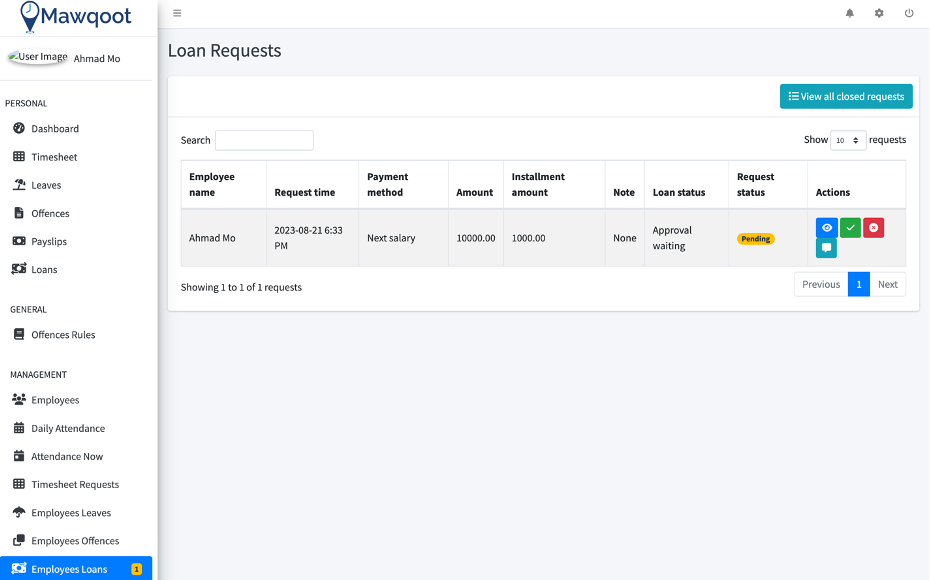 Mawqoot
User Image
Ahmad Mo
PERSONAL
Dashboard
Timesheet
Leaves
Offences
Payslips
Loans
GENERAL
Offences Rules
MANAGEMENT
Employees
Daily Attendance
Attendance Now
Timesheet Requests
Employees Leaves
Employees Offences
Employees Loans 1
Loan Requests
View all closed requests
Search
Show 10 requests
Employee name Request time Payment method Amount Installment amount Note Loan status Request status Actions
Ahmad Mo 2023-08-21 6:33 PM Next salary 10000.00 1000.00 None Approval waiting Pending
Showing 1 to 1 of 1 requests
Previous 1 Next